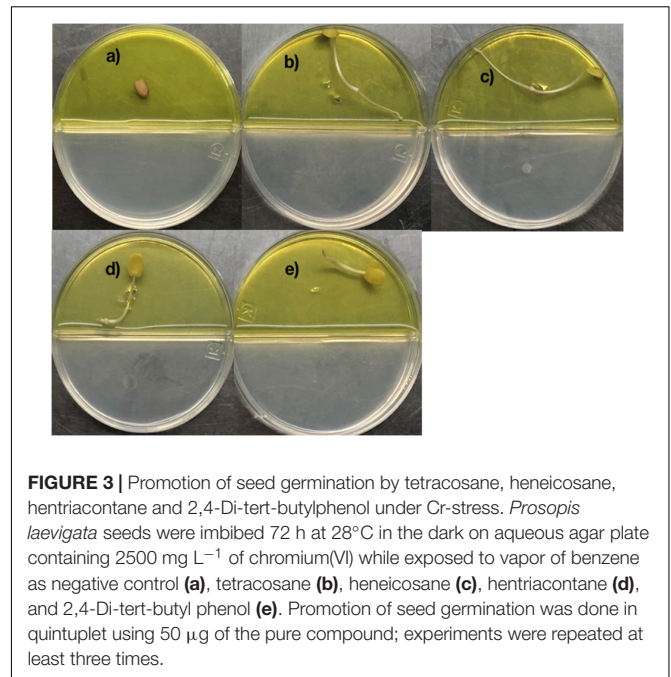 a)
b)
c)
d)
e)
FIGURE 3 | Promotion of seed germination by tetracosane, heneicosane,
hentriacontane and 2,4-Di-tert-butylphenol under Cr-stress. Prosopis
laevigata seeds were imbibed 72 h at 28°C in the dark on aqueous agar plate
containing 2500 mg L−1 of chromium(VI) while exposed to vapor of benzene
as negative control (a), tetracosane (b), heneicosane (c), hentriacontane (d),
and 2,4-Di-tert-butyl phenol (e). Promotion of seed germination was done in
quintuplet using 50 μg of the pure compound; experiments were repeated at
least three times.